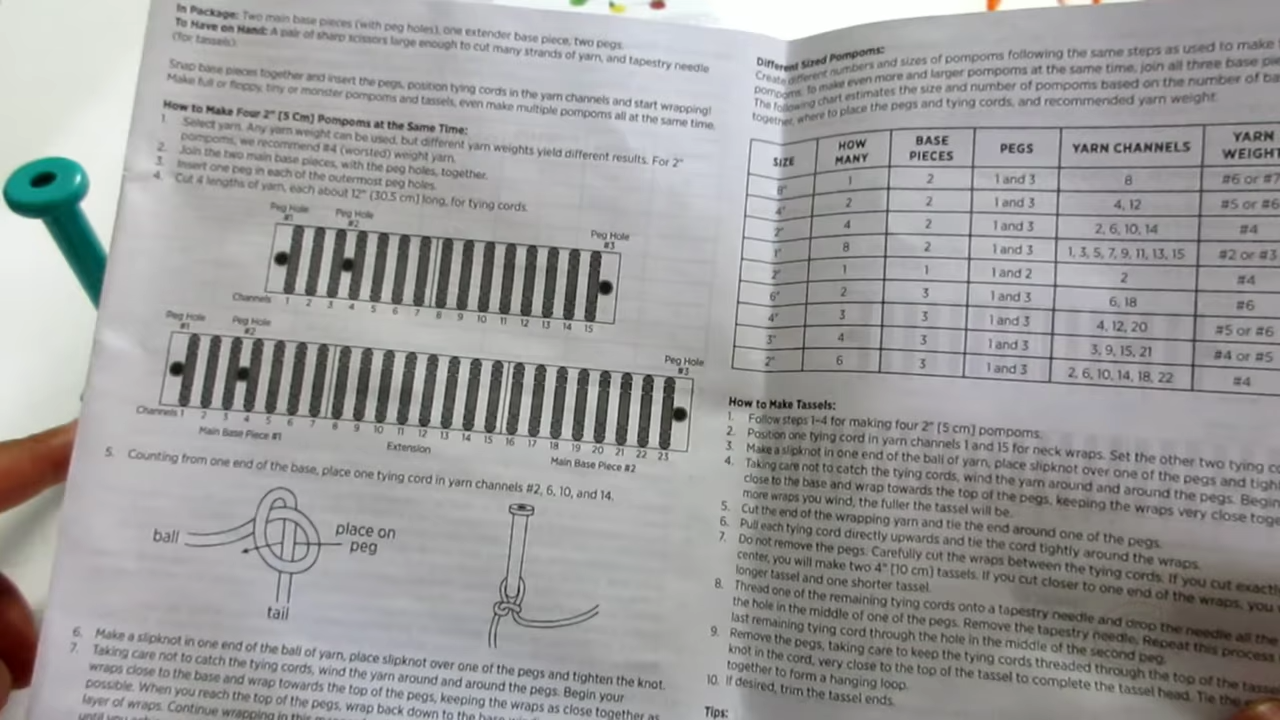 In Package: Two main base pieces (with peg holes), one extender base piece, two pegs.
To Have on Hand: A pair of sharp scissors large enough to cut many strands of yarn, and tapestry needle
(for tassels).
Snap base pieces together and insert the pegs, position tying cords in the yarn channels and start wrapping!
Make full or floppy, tiny or monster pompoms and tassels, even make multiple pompoms all at the same time.
How to Make Four 2" [5 Cm] Pompoms at the Same Time:
1. Select yarn. Any yarn weight can be used, but different yarn weights yield different results. For 2"
pompoms, we recommend #4 (worsted) weight yarn.
2. Join the two main base pieces, with the peg holes, together.
3. Insert one peg in each of the outermost peg holes.
4. Cut 4 lengths of yarn, each about 12" (30.5 cm) long, for tying cords.
Peg Hole #1 Peg Hole #2 Peg Hole #3
Channels 1 2 3 4 5 6 7 8 9 10 11 12 13 14 15
Peg Hole #1 Peg Hole #2 Peg Hole #3
Channels 1 2 3 4 5 6 7 8 9 10 11 12 13 14 15 16 17 18 19 20 21 22 23
Main Base Piece #1 Extension Main Base Piece #2
5. Counting from one end of the base, place one tying cord in yarn channels #2, 6, 10, and 14.
ball
place on
peg
tail
6. Make a slipknot in one end of the ball of yarn, place slipknot over one of the pegs and tighten the knot.
7. Taking care not to catch the tying cords, wind the yarn around and around the pegs. Begin your
wraps close to the base and wrap towards the top of the pegs, keeping the wraps as close together as
possible. When you reach the top of the pegs, wrap back down to the base
layer of wraps. Continue wrapping in this
Different Sized Pompoms:
Create different numbers and sizes of pompoms following the same steps as used to make
pompoms. To make even more and larger pompoms at the same time, join all three base
The following chart estimates the size and number of pompoms based on the number of
together, where to place the pegs and tying cords, and recommended yarn weight.
SIZE HOW MANY BASE PIECES PEGS YARN CHANNELS YARN WEIGHT
8" 1 2 1 and 3 8 #6 or #7
4" 2 2 1 and 3 4, 12 #5 or #6
2" 4 2 1 and 3 2, 6, 10, 14 #4
1" 8 2 1 and 3 1, 3, 5, 7, 9, 11, 13, 15 #2 or #3
2" 1 1 1 and 2 2 #4
6" 2 3 1 and 3 6, 18 #6
4" 3 3 1 and 3 4, 12, 20 #5 or #6
3" 4 3 1 and 3 3, 9, 15, 21 #4 or #5
2" 6 3 1 and 3 2, 6, 10, 14, 18, 22 #4
How to Make Tassels:
1. Follow steps 1-4 for making four 2" [5 cm] pompoms.
2. Position one tying cord in yarn channels 1 and 15 for neck wraps. Set the other two tying
3. Make a slipknot in one end of the ball of yarn, place slipknot over one of the pegs and
4. Taking care not to catch the tying cords, wind the yarn around and around the pegs. Begin
close to the base and wrap towards the top of the pegs, keeping the wraps very close
more wraps you wind, the fuller the tassel will be.
5. Cut the end of the wrapping yarn and tie the end around one of the pegs.
6. Pull each tying cord directly upwards and tie the cord tightly around the wraps.
7. Do not remove the pegs. Carefully cut the wraps between the tying cords. If you cut
center, you will make two 4" (10 cm) tassels. If you cut closer to one end of the wraps, you
longer tassel and one shorter tassel.
8. Thread one of the remaining tying cords onto a tapestry needle and drop the needle all the
the hole in the middle of one of the pegs. Remove the tapestry needle. Repeat this process
last remaining tying cord through the hole in the middle of the second peg.
9. Remove the pegs, taking care to keep the tying cords threaded through the top of the
knot in the cord, very close to the top of the tassel to complete the tassel head. Tie the
together to form a hanging loop.
10. If desired, trim the tassel ends.
Tips: